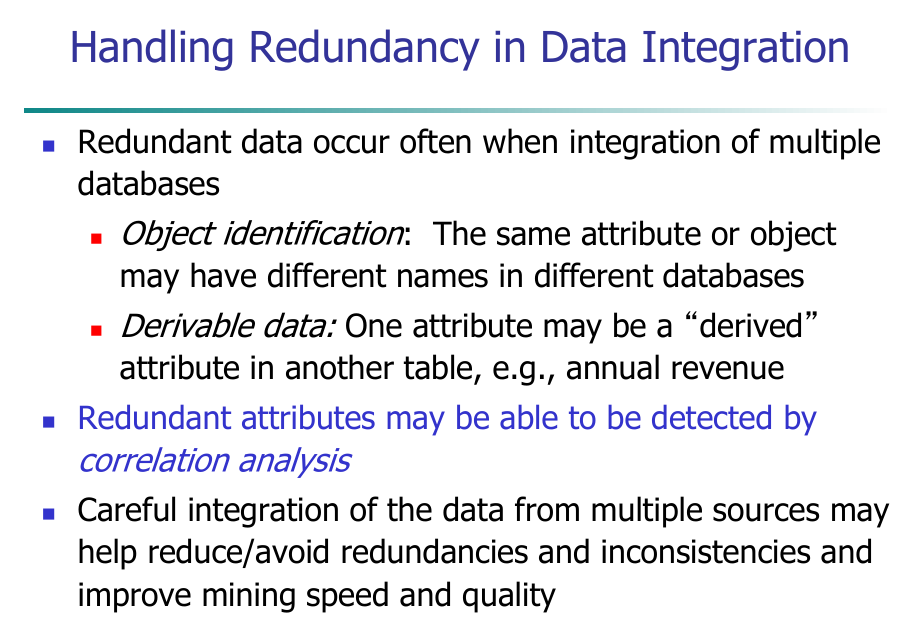 Handling Redundancy in Data Integration
Redundant data occur often when integration of multiple
databases
Object identification:  The same attribute or object
may have different names in different databases
Derivable data: One attribute may be a “derived”
attribute in another table, e.g., annual revenue
Redundant attributes may be able to be detected by
correlation analysis
Careful integration of the data from multiple sources may
help reduce/avoid redundancies and inconsistencies and
improve mining speed and quality